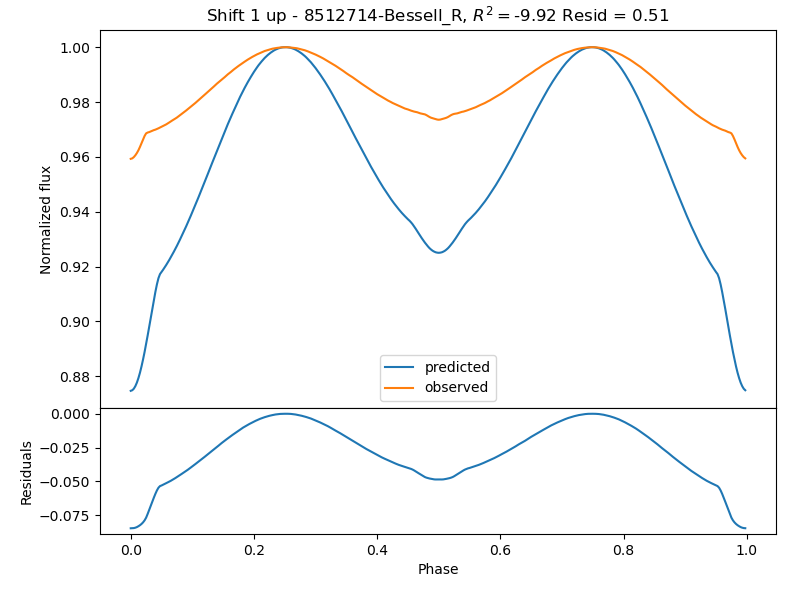 Shift 1 up - 8512714-Bessell_R, $R^2$ = -9.92 Resid = 0.51
Normalized flux
1.00
0.98
0.96
0.94
0.92
0.90
0.88
predicted
observed
Residuals
0.000
−0.025
−0.050
−0.075
0.0 0.2 0.4 0.6 0.8 1.0
Phase